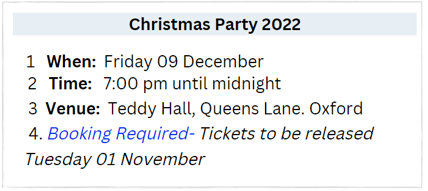 Christmas Party 2022
1 When: Friday 09 December
2 Time: 7:00 pm until midnight
3 Venue: Teddy Hall, Queens Lane. Oxford
4. Booking Required- Tickets to be released
Tuesday 01 November